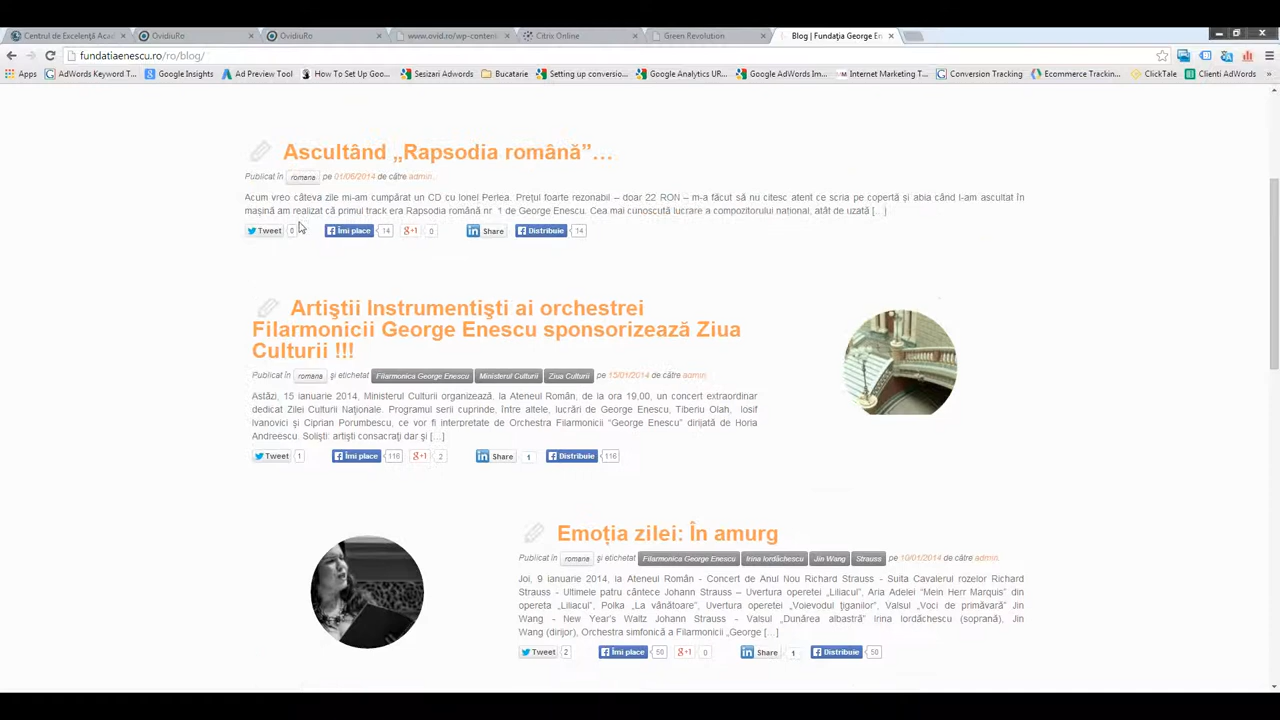 Centrul de Excelență Acad
OvidiuRo
OvidiuRo
www.ovid.ro/wp-conten
Citrix Online
Green Revolution
Blog | Fundaţia George En
fundatiaenescu.ro/ro/blog/
Apps
AdWords Keyword T...
Google Insights
Ad Preview Tool
How To Set Up Goo...
Sesizari Adwords
Bucatarie
Setting up conversio...
Google Analytics UR...
Google AdWords Im...
Internet Marketing T...
Conversion Tracking
Ecommerce Trackin...
ClickTale
Clienti AdWords
»
Ascultând „Rapsodia română”…
Publicat în romana pe 01/06/2014 de către admin.
Acum vreo câteva zile mi-am cumpărat un CD cu Ionel Perlea. Prețul foarte rezonabil – doar 22 RON – m-a făcut să nu citesc atent ce scria pe copertă și abia când l-am ascultat în
mașină am realizat că primul track era Rapsodia română nr. 1 de George Enescu. Cea mai cunoscută lucrare a compozitorului național, atât de uzată [...]
Tweet 0 Îmi place 14 g+1 0 in Share Distribuie 14
Artiştii Instrumentişti ai orchestrei
Filarmonicii George Enescu sponsorizează Ziua
Culturii !!!
Publicat în romana și etichetat Filarmonica George Enescu Ministerul Culturii Ziua Culturii pe 15/01/2014 de către admin.
Astăzi, 15 ianuarie 2014, Ministerul Culturii organizează, la Ateneul Român, de la ora 19,00, un concert extraordinar
dedicat Zilei Culturii Naţionale. Programul serii cuprinde, între altele, lucrări de George Enescu, Tiberiu Olah, Iosif
Ivanovici şi Ciprian Porumbescu, ce vor fi interpretate de Orchestra Filarmonicii “George Enescu” dirijată de Horia
Andreescu. Solişti: artişti consacraţi dar şi [...]
Tweet 1 Îmi place 116 g+1 2 in Share 1 Distribuie 116
Emoția zilei: În amurg
Publicat în romana și etichetat Filarmonica George Enescu Irina Iordăchescu Jin Wang Strauss pe 10/01/2014 de către admin.
Joi, 9 ianuarie 2014, la Ateneul Român - Concert de Anul Nou Richard Strauss - Suita Cavalerul rozelor Richard
Strauss - Ultimele patru cântece Johann Strauss – Uvertura operetei „Liliacul”, Aria Adelei “Mein Herr Marquis” din
opereta „Liliacul”, Polka „La vânătoare”, Uvertura operetei „Voievodul ţiganilor”, Valsul „Voci de primăvară” Jin
Wang - New Year’s Waltz Johann Strauss - Valsul „Dunărea albastră” Irina Iordăchescu (soprană), Jin
Wang (dirijor), Orchestra simfonică a Filarmonicii „George [...]
Tweet 2 Îmi place 50 g+1 0 in Share 1 Distribuie 50